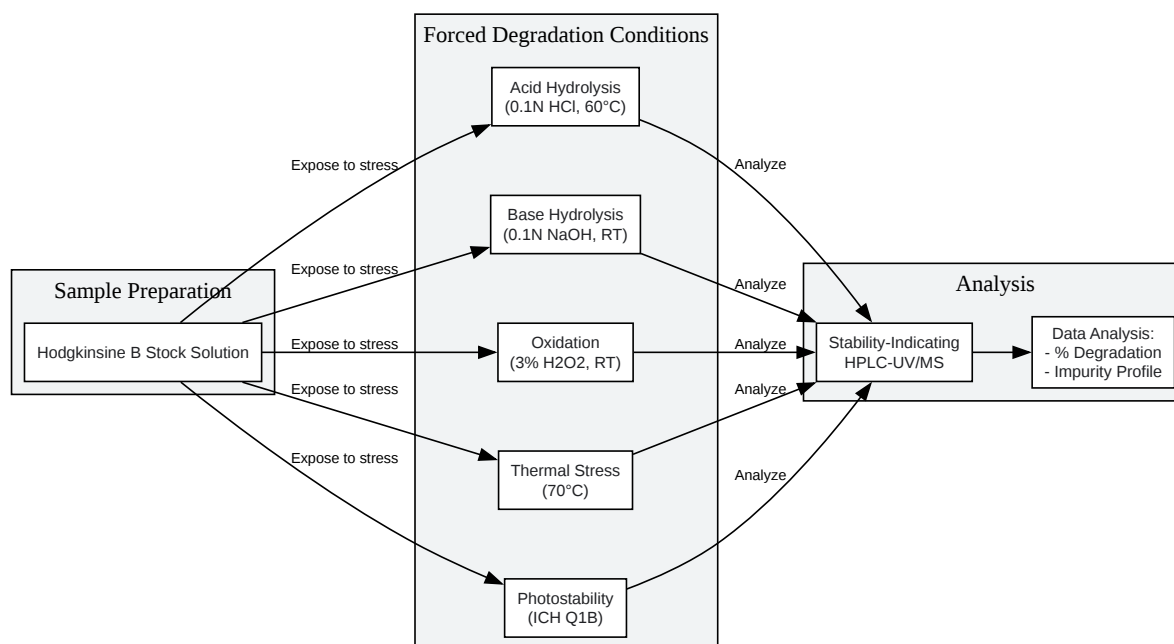 Forced Degradation Conditions
Acid Hydrolysis
(0.1N HCl, 60°C)
Expose to stress
Analyze
Base Hydrolysis
(0.1N NaOH, RT)
Expose to stress
Analyze
Sample Preparation
Hodgkinsine B Stock Solution
Expose to stress
Oxidation
(3% H2O2, RT)
Analyze
Analysis
Stability-Indicating
HPLC-UV/MS
Data Analysis:
- % Degradation
- Impurity Profile
Expose to stress
Thermal Stress
(70°C)
Analyze
Expose to stress
Photostability
(ICH Q1B)
Analyze